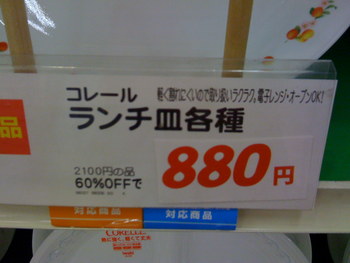 コレール 軽く割れにくいので取り扱いラクラク。電子レンジ・オーブンOK!
ランチ皿各種
品
2100円の品
60%OFFで
880円
対応商品 対応商品